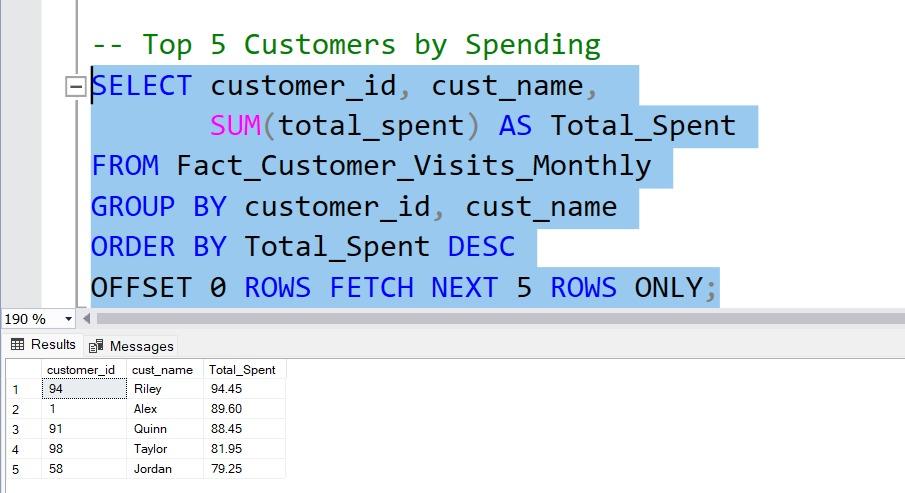 -- Top 5 Customers by Spending
SELECT customer_id, cust_name,
SUM(total_spent) AS Total_Spent
FROM Fact_Customer_Visits_Monthly
GROUP BY customer_id, cust_name
ORDER BY Total_Spent DESC
OFFSET 0 ROWS FETCH NEXT 5 ROWS ONLY;
190 %
Results Messages
customer_id cust_name Total_Spent
1 94 Riley 94.45
2 1 Alex 89.60
3 91 Quinn 88.45
4 98 Taylor 81.95
5 58 Jordan 79.25